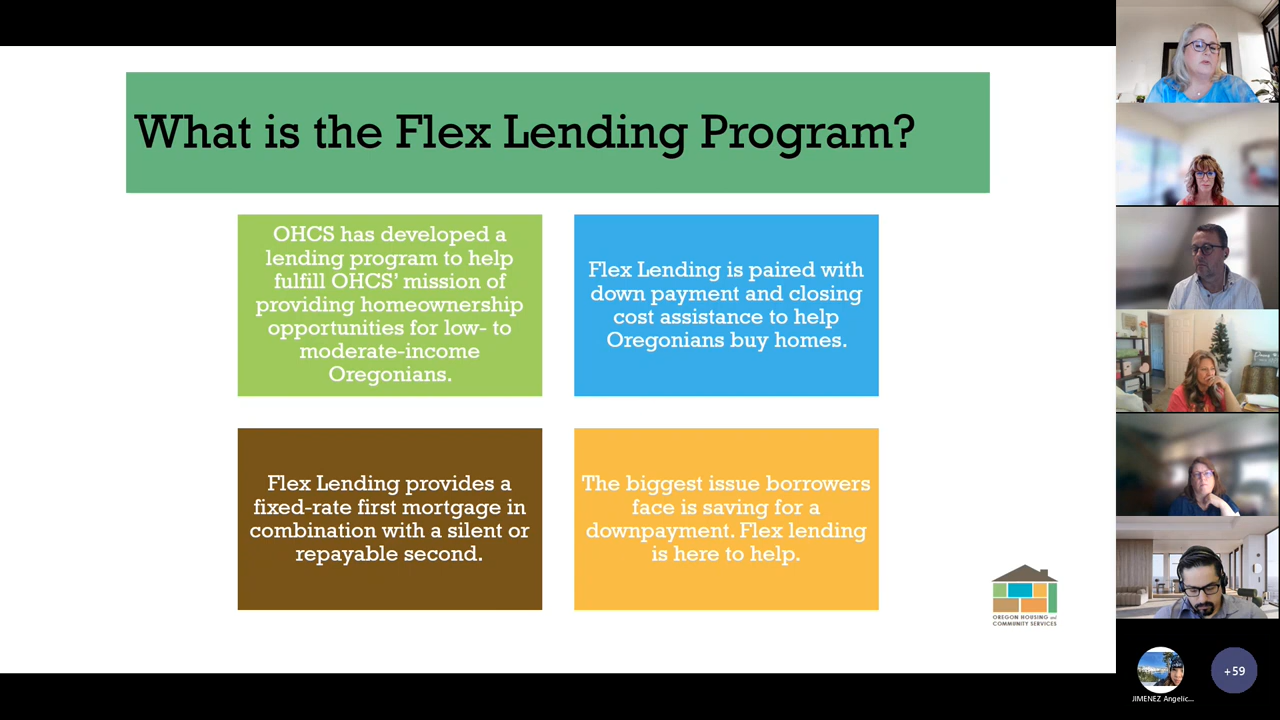 What is the Flex Lending Program?
OHCS has developed a
lending program to help
fulfill OHCS’ mission of
providing homeownership
opportunities for low- to
moderate-income
Oregonians.
Flex Lending is paired with
down payment and closing
cost assistance to help
Oregonians buy homes.
Flex Lending provides a
fixed-rate first mortgage in
combination with a silent or
repayable second.
The biggest issue borrowers
face is saving for a
downpayment. Flex lending
is here to help.
OREGON HOUSING and
COMMUNITY SERVICES
+59
JIMENEZ Angelic...